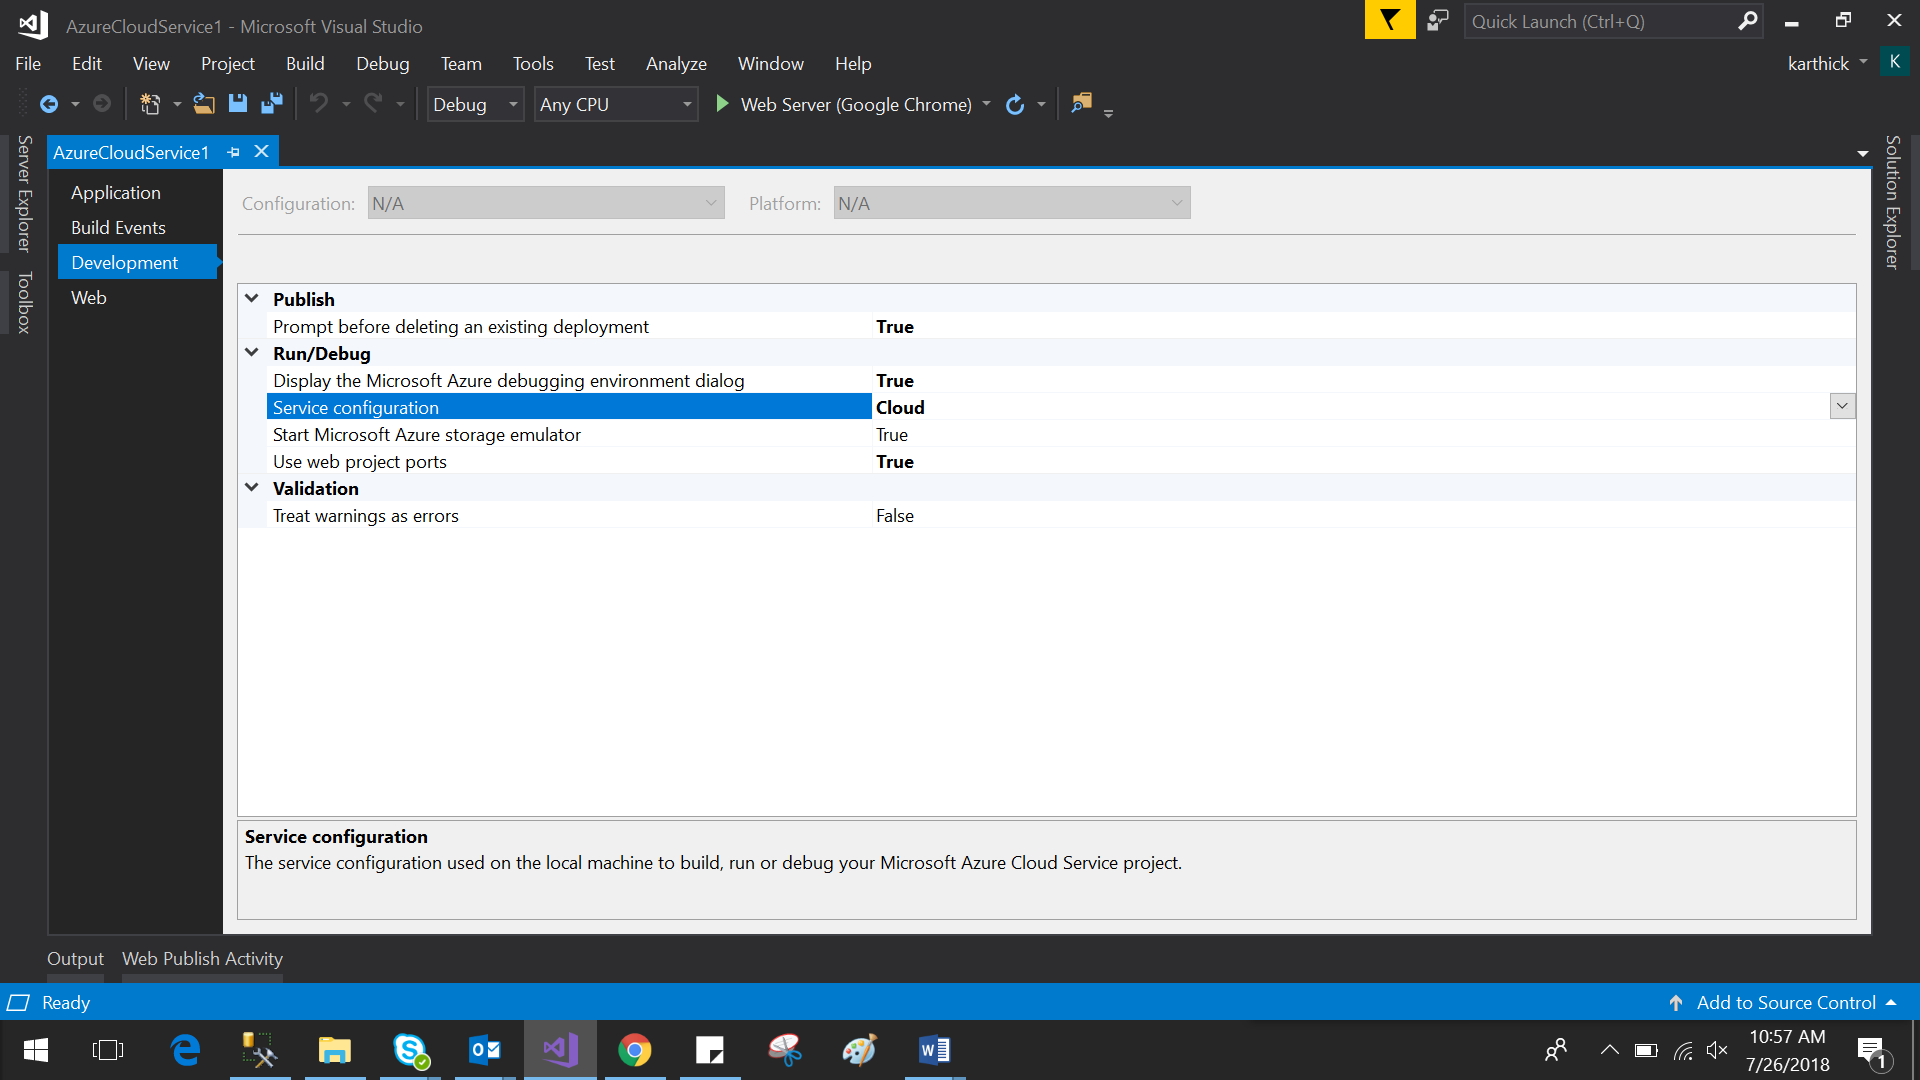 AzureCloudService1 - Microsoft Visual Studio
Quick Launch (Ctrl+Q)
File Edit View Project Build Debug Team Tools Test Analyze Window Help
karthick K
Debug Any CPU Web Server (Google Chrome)
Server Explorer
Toolbox
Solution Explorer
AzureCloudService1
Application
Build Events
Development
Web
Configuration: N/A Platform: N/A
Publish
Prompt before deleting an existing deployment True
Run/Debug
Display the Microsoft Azure debugging environment dialog True
Service configuration Cloud
Start Microsoft Azure storage emulator True
Use web project ports True
Validation
Treat warnings as errors False
Service configuration
The service configuration used on the local machine to build, run or debug your Microsoft Azure Cloud Service project.
Output Web Publish Activity
Ready
Add to Source Control
10:57 AM
7/26/2018
1